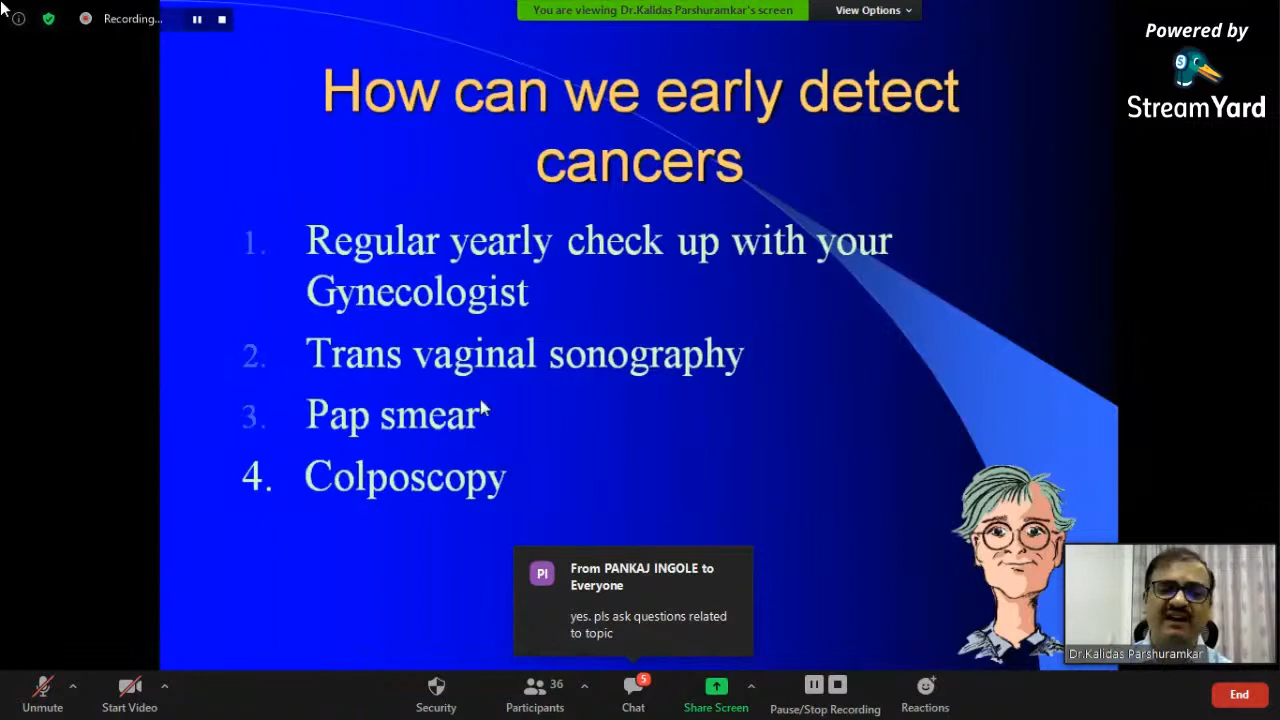 Recording...
You are viewing Dr.Kalidas Parshuramkar's screen
View Options
Powered by
S
StreamYard
How can we early detect
cancers
1. Regular yearly check up with your
Gynecologist
2. Trans vaginal sonography
3. Pap smear
4. Colposcopy
PI
From PANKAJ INGOLE to
Everyone
yes. pls ask questions related
to topic
Dr.Kalidas Parshuramkar
Unmute
Start Video
Security
36
Participants
5
Chat
Share Screen
Pause/Stop Recording
Reactions
End